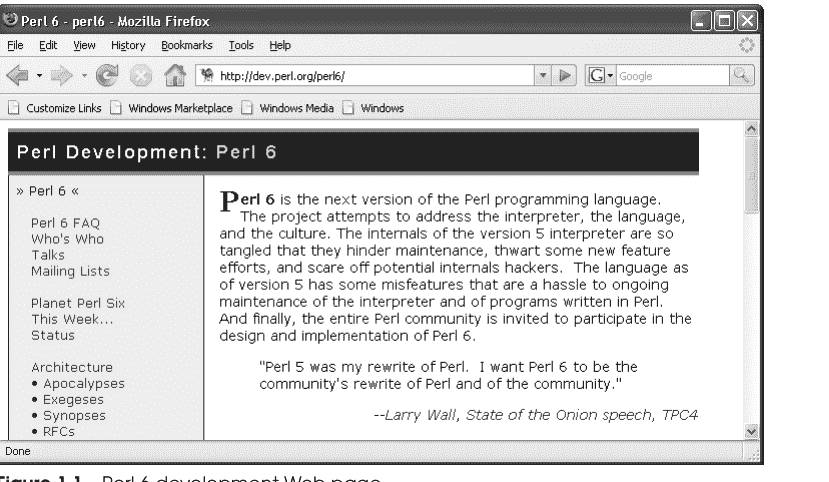 Perl 6 - perl6 - Mozilla Firefox
File Edit View History Bookmarks Tools Help
http://dev.perl.org/perl6/
G Google
Customize Links Windows Marketplace Windows Media Windows
Perl Development: Perl 6
» Perl 6 «
Perl 6 FAQ
Who's Who
Talks
Mailing Lists
Planet Perl Six
This Week...
Status
Architecture
• Apocalypses
• Exegeses
• Synopses
• RFCs
Perl 6 is the next version of the Perl programming language.
The project attempts to address the interpreter, the language,
and the culture. The internals of the version 5 interpreter are so
tangled that they hinder maintenance, thwart some new feature
efforts, and scare off potential internals hackers. The language as
of version 5 has some misfeatures that are a hassle to ongoing
maintenance of the interpreter and of programs written in Perl.
And finally, the entire Perl community is invited to participate in the
design and implementation of Perl 6.
"Perl 5 was my rewrite of Perl. I want Perl 6 to be the
community's rewrite of Perl and of the community."
--Larry Wall, State of the Onion speech, TPC4
Done
Figure 1.1 Perl 6 development Web page